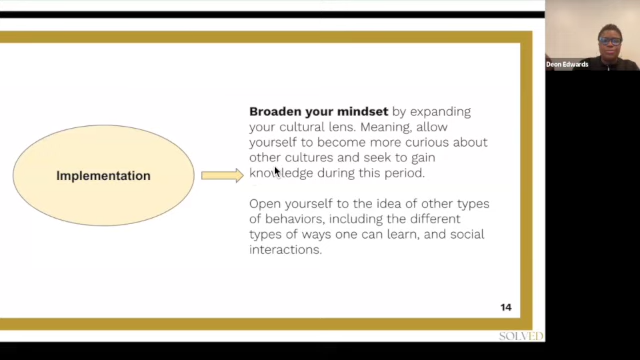 Deon Edwards
Broaden your mindset by expanding
your cultural lens. Meaning, allow
yourself to become more curious about
other cultures and seek to gain
knowledge during this period.
Implementation
Open yourself to the idea of other types
of behaviors, including the different
types of ways one can learn, and social
interactions.
14
SOLVED